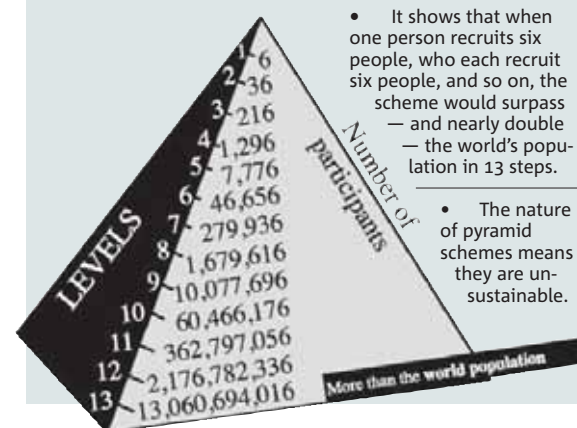 • It shows that when
one person recruits six
people, who each recruit
six people, and so on, the
scheme would surpass
— and nearly double
— the world's popu-
lation in 13 steps.
• The nature
of pyramid
schemes means
they are un-
sustainable.
LEVELS
Number of
participants
1 6
2 36
3 216
4 1,296
5 7,776
6 46,656
7 279,936
8 1,679,616
9 10,077,696
10 60,466,176
11 362,797,056
12 2,176,782,336
13 13,060,694,016
More than the world population